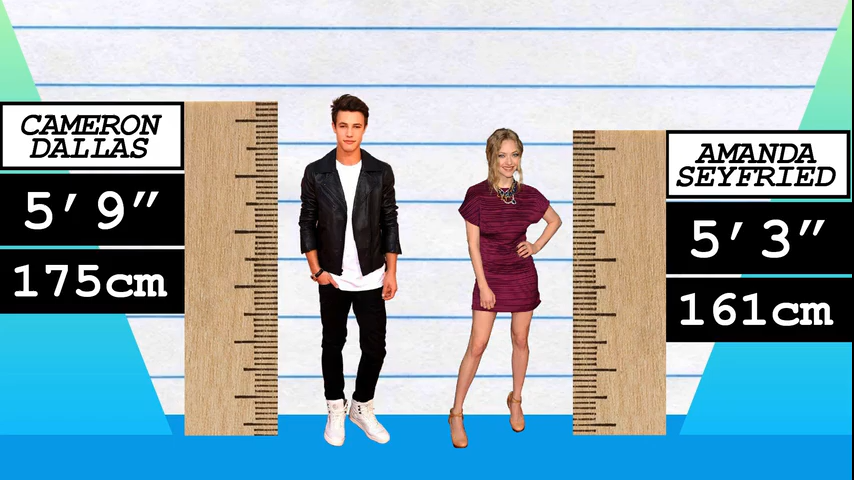 CAMERON
DALLAS
5’9”
175cm
AMANDA
SEYFRIED
5’3”
161cm